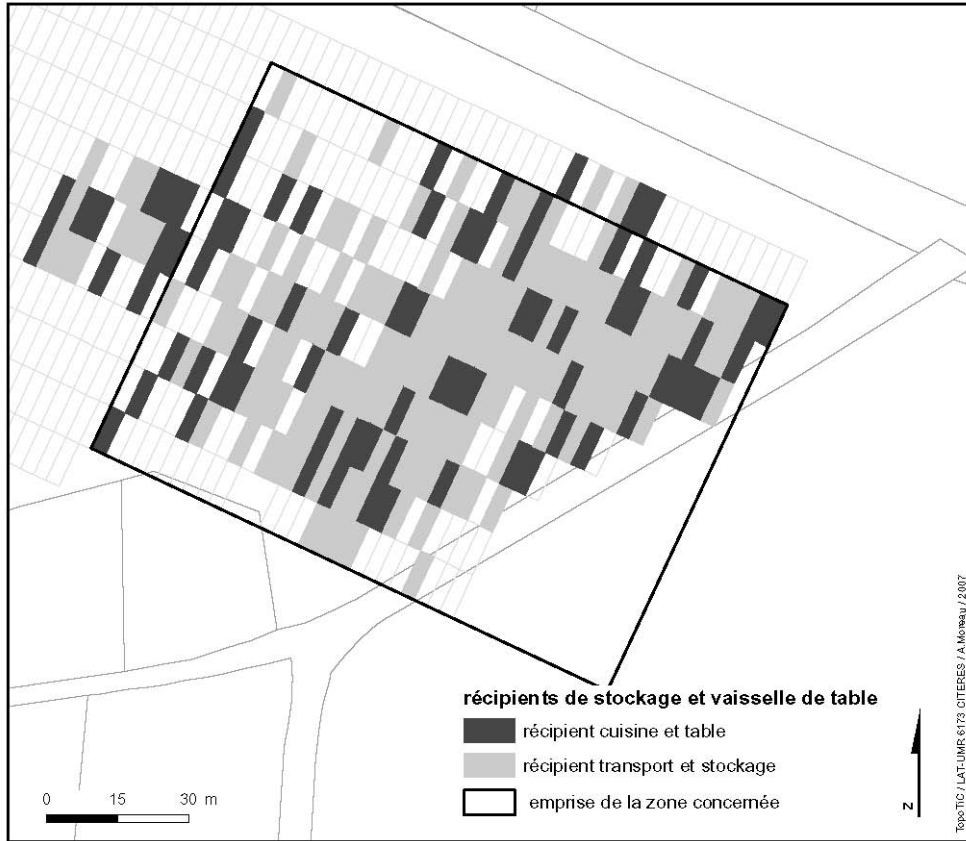 récipients de stockage et vaisselle de table
récipient cuisine et table
récipient transport et stockage
emprise de la zone concernée
0 15 30 m
N
TopoTIC / LAT-UMR 6173 CITERES / A.Moreau / 2007